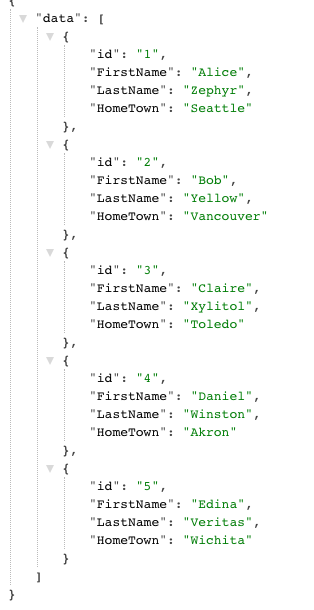 {
"data": [
{
"id": "1",
"FirstName": "Alice",
"LastName": "Zephyr",
"HomeTown": "Seattle"
},
{
"id": "2",
"FirstName": "Bob",
"LastName": "Yellow",
"HomeTown": "Vancouver"
},
{
"id": "3",
"FirstName": "Claire",
"LastName": "Xylitol",
"HomeTown": "Toledo"
},
{
"id": "4",
"FirstName": "Daniel",
"LastName": "Winston",
"HomeTown": "Akron"
},
{
"id": "5",
"FirstName": "Edina",
"LastName": "Veritas",
"HomeTown": "Wichita"
}
]
}